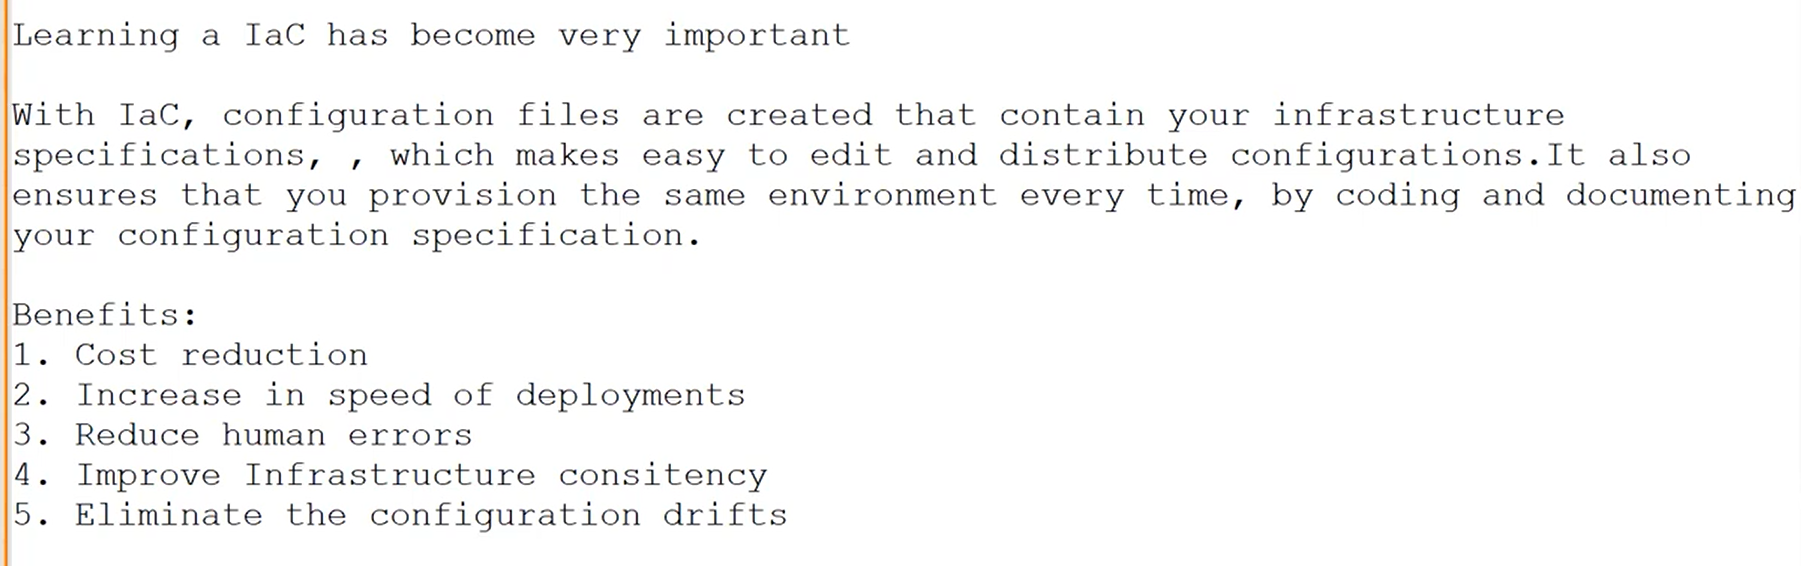 Learning a IaC has become very important
With IaC, configuration files are created that contain your infrastructure
specifications, , which makes easy to edit and distribute configurations.It also
ensures that you provision the same environment every time, by coding and documenting
your configuration specification.
Benefits:
1. Cost reduction
2. Increase in speed of deployments
3. Reduce human errors
4. Improve Infrastructure consitency
5. Eliminate the configuration drifts